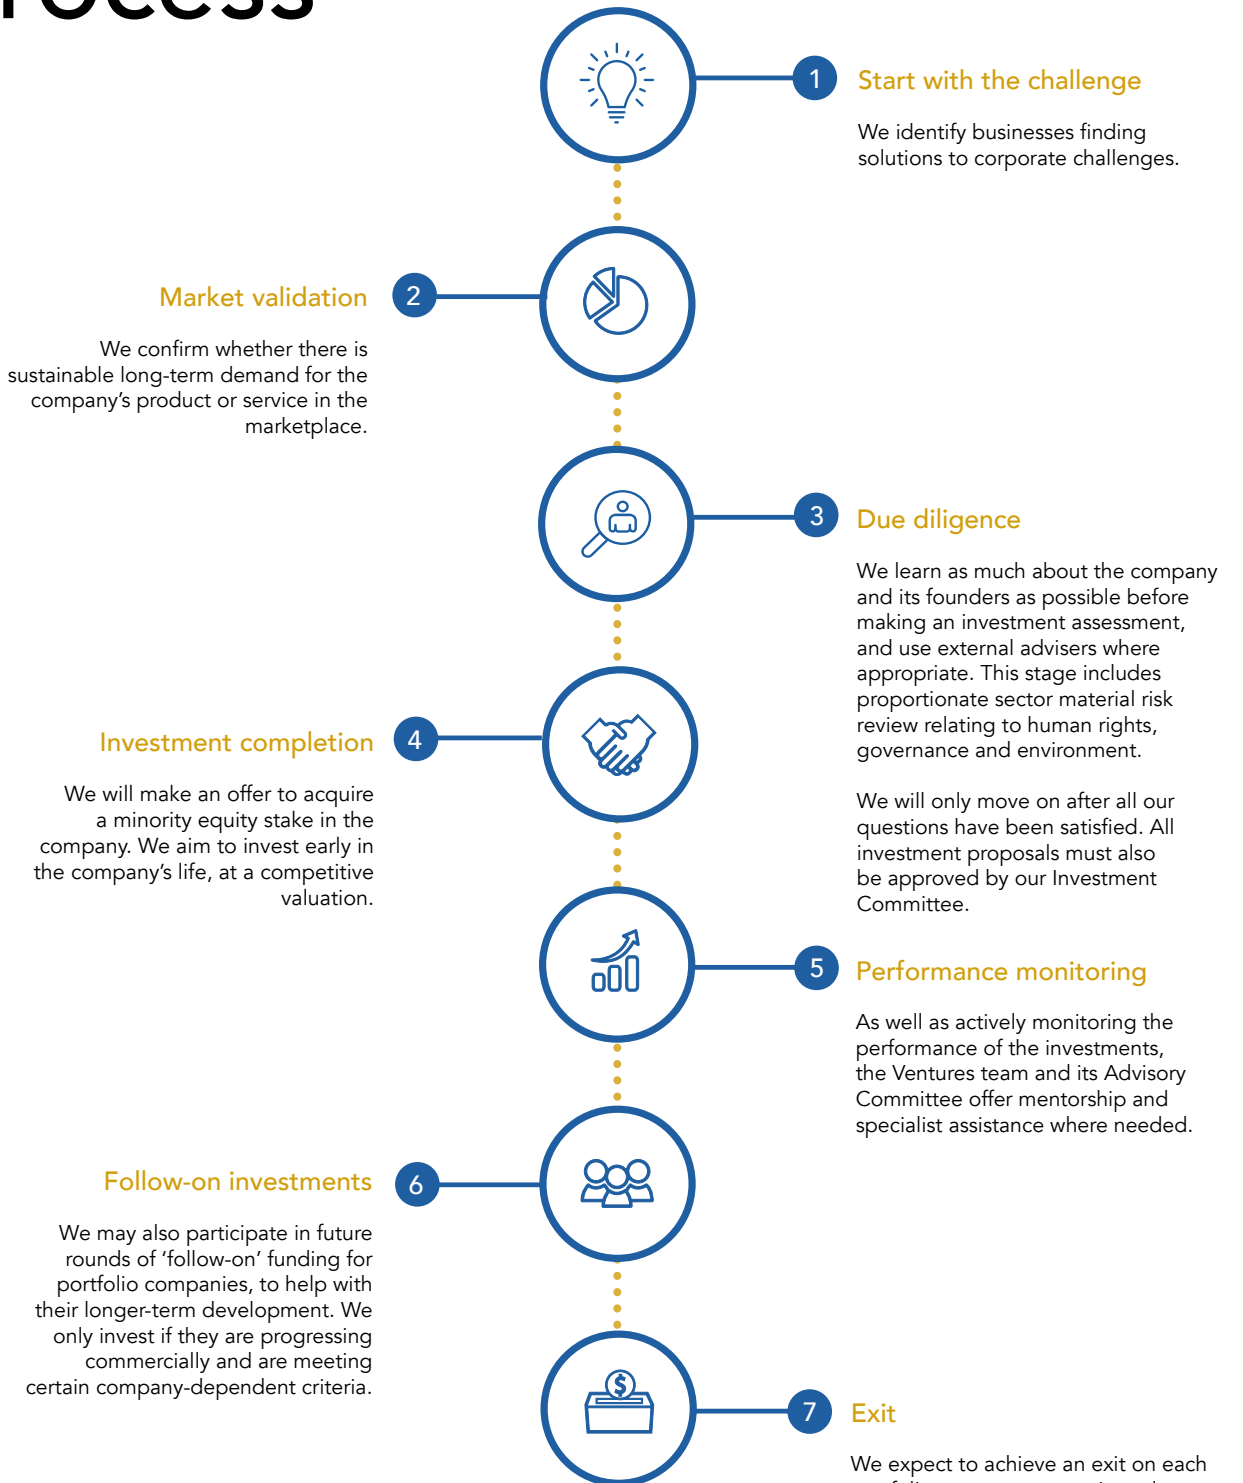 1
Start with the challenge
We identify businesses finding
solutions to corporate challenges.
2
Market validation
We confirm whether there is
sustainable long-term demand for the
company’s product or service in the
marketplace.
3
Due diligence
We learn as much about the company
and its founders as possible before
making an investment assessment,
and use external advisers where
appropriate. This stage includes
proportionate sector material risk
review relating to human rights,
governance and environment.
We will only move on after all our
questions have been satisfied. All
investment proposals must also
be approved by our Investment
Committee.
4
Investment completion
We will make an offer to acquire
a minority equity stake in the
company. We aim to invest early in
the company’s life, at a competitive
valuation.
5
Performance monitoring
As well as actively monitoring the
performance of the investments,
the Ventures team and its Advisory
Committee offer mentorship and
specialist assistance where needed.
6
Follow-on investments
We may also participate in future
rounds of ‘follow-on’ funding for
portfolio companies, to help with
their longer-term development. We
only invest if they are progressing
commercially and are meeting
certain company-dependent criteria.
$
7
Exit
We expect to achieve an exit on each